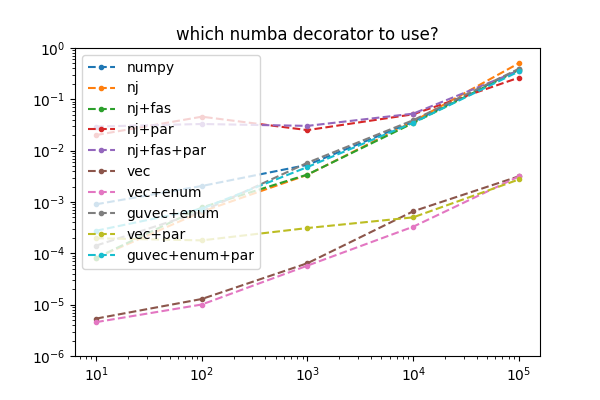 which numba decorator to use?
10^0
10^-1
10^-2
10^-3
10^-4
10^-5
10^-6
numpy
nj
nj+fas
nj+par
nj+fas+par
vec
vec+enum
guvec+enum
vec+par
guvec+enum+par
10^1 10^2 10^3 10^4 10^5